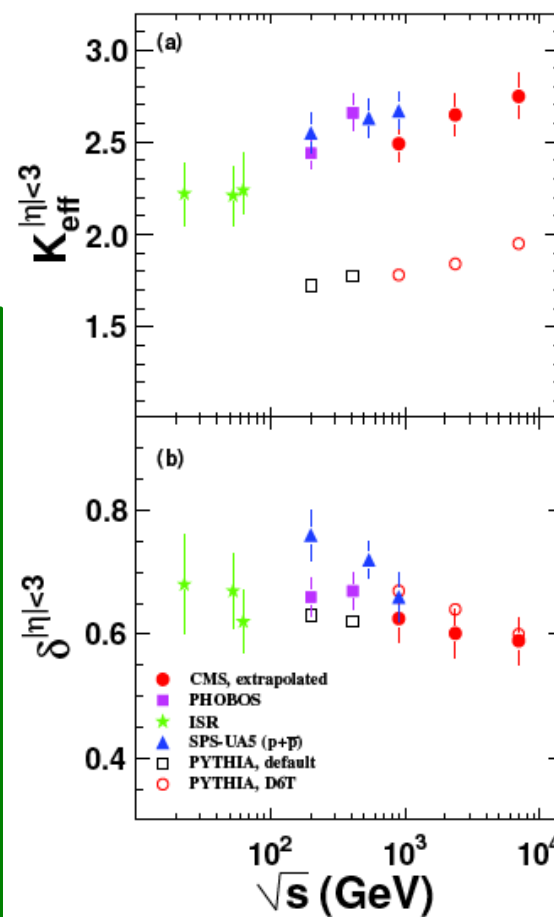 (a)
3.0
2.5
2.0
1.5
K_eff^|η|<3
(b)
0.8
0.6
0.4
δ^|η|<3
CMS, extrapolated
PHOBOS
ISR
SPS-UA5 (p+p̅)
PYTHIA, default
PYTHIA, D6T
10² 10³ 10⁴
√s (GeV)